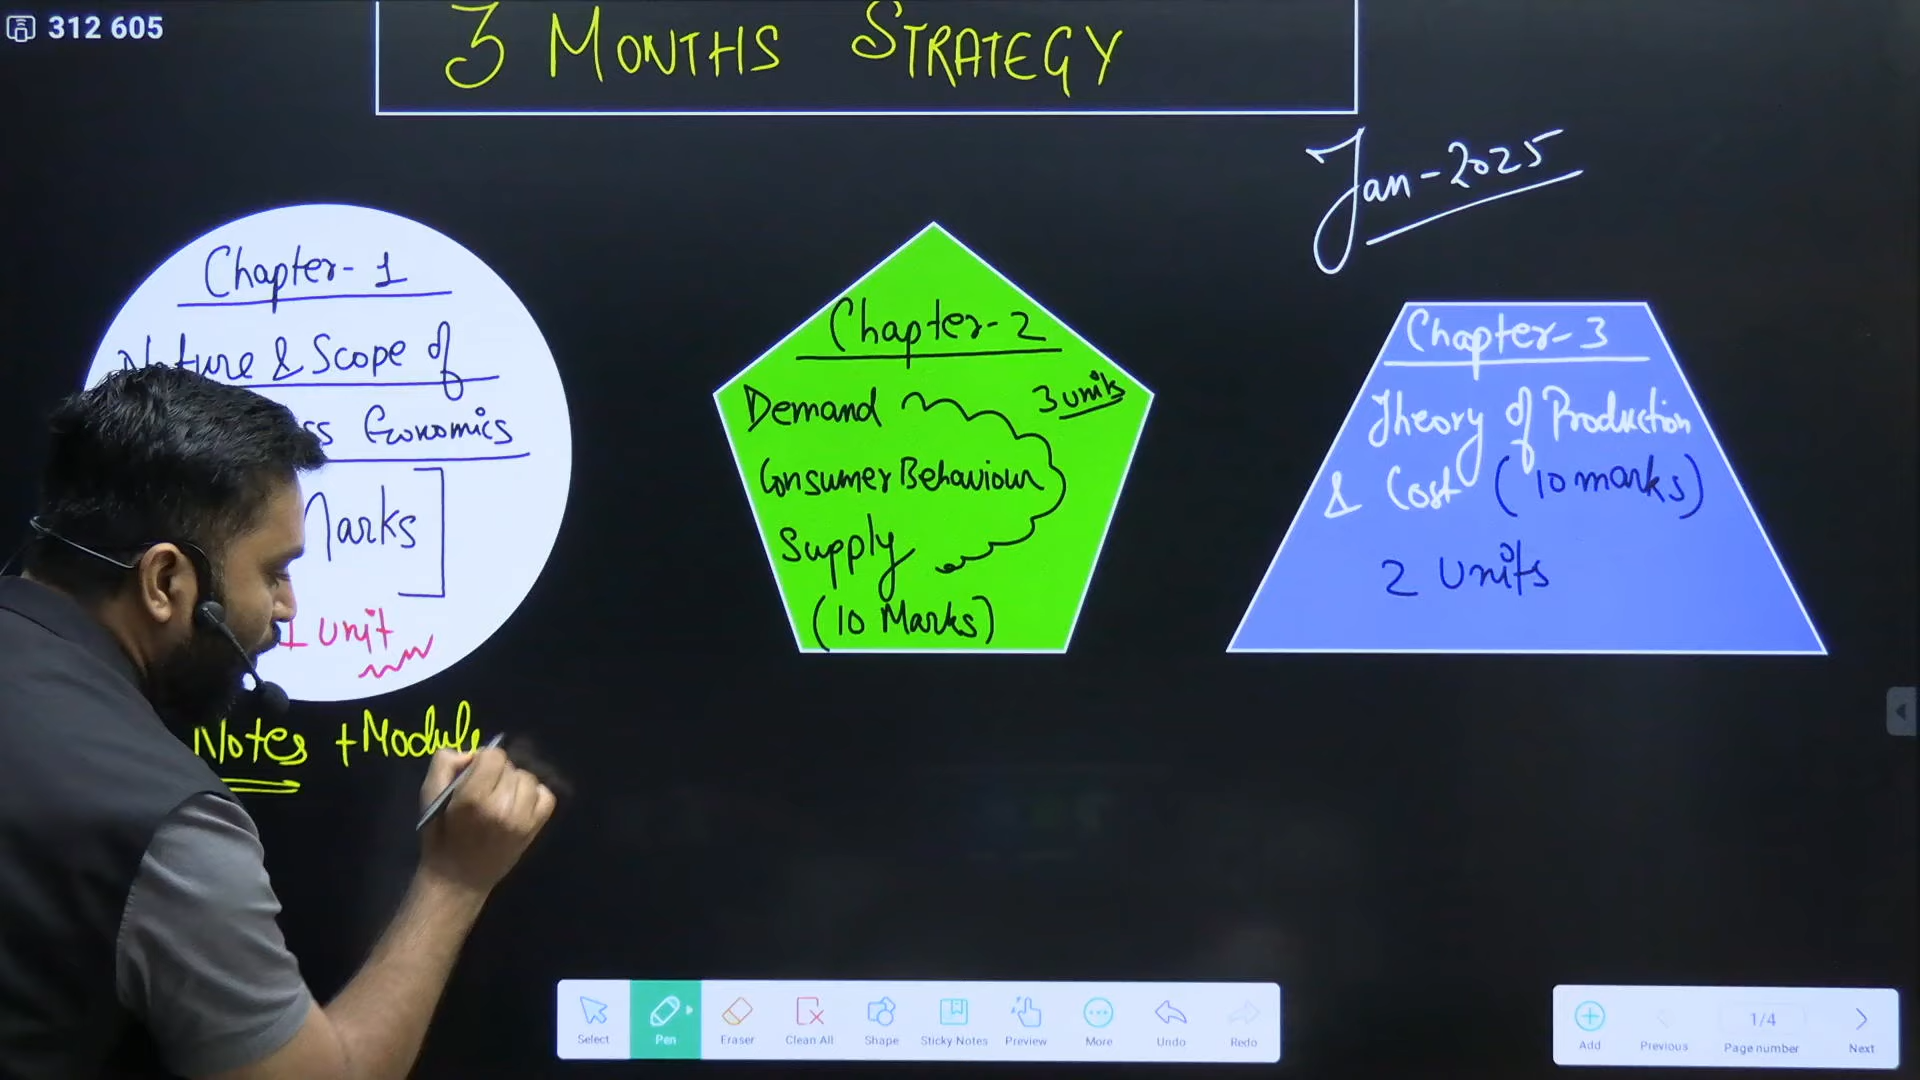 312 605
3 MONTHS STRATEGY
Jan-2025
Chapter-1
Nature & Scope of
ss Economics
Marks
1 Unit
Notes + Module
Chapter-2
Demand
3 units
Consumer Behaviour
Supply
(10 Marks)
Chapter-3
Theory of Production
& Cost (10 marks)
2 Units
Select
Pen
Eraser
Clean All
Shape
Sticky Notes
Preview
More
Undo
Redo
Add
Previous
1/4
Page number
Next